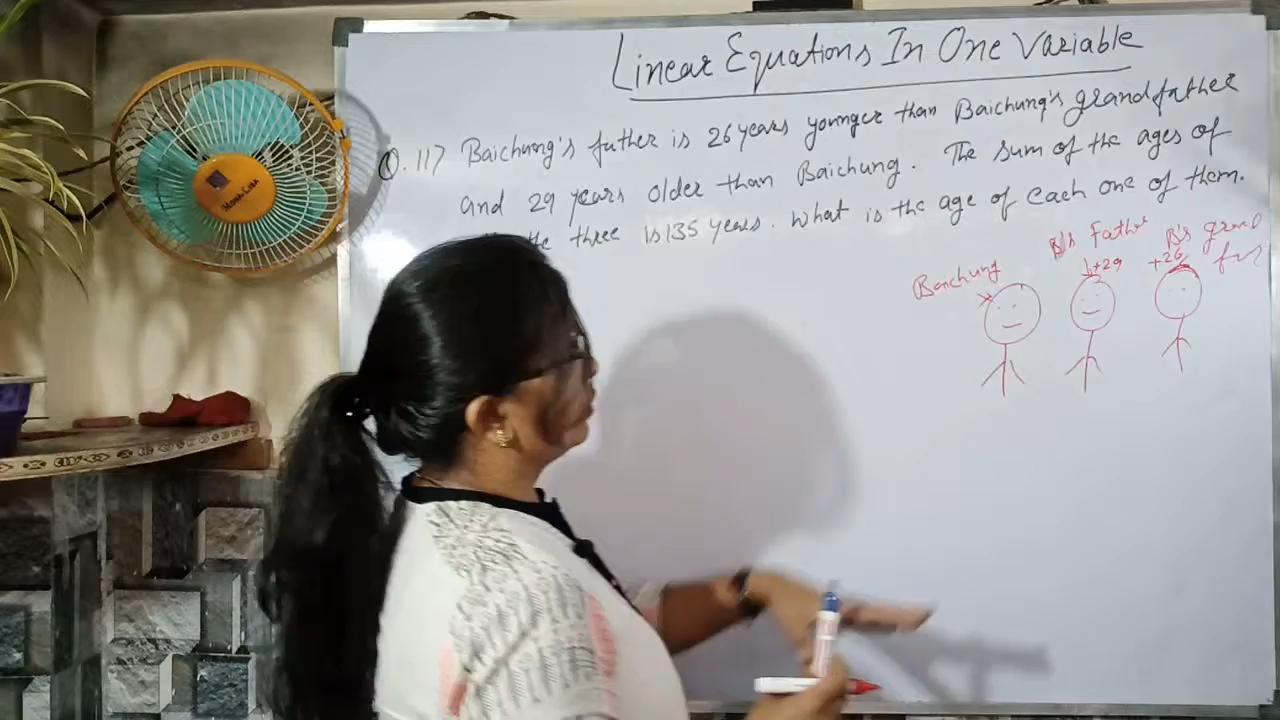 Linear Equations In One Variable
Q.117 Baichung's father is 26 years younger than Baichung's grandfather
and 29 years older than Baichung. The sum of the ages of
three is 135 years. What is the age of each one of them.
B's Father
B's grand
Baichung
+29
+26